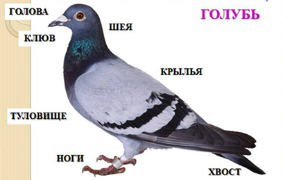 ГОЛОВА
ГОЛУБЬ
ШЕЯ
КЛЮВ
КРЫЛЬЯ
ТУЛОВИЩЕ
НОГИ
ХВОСТ